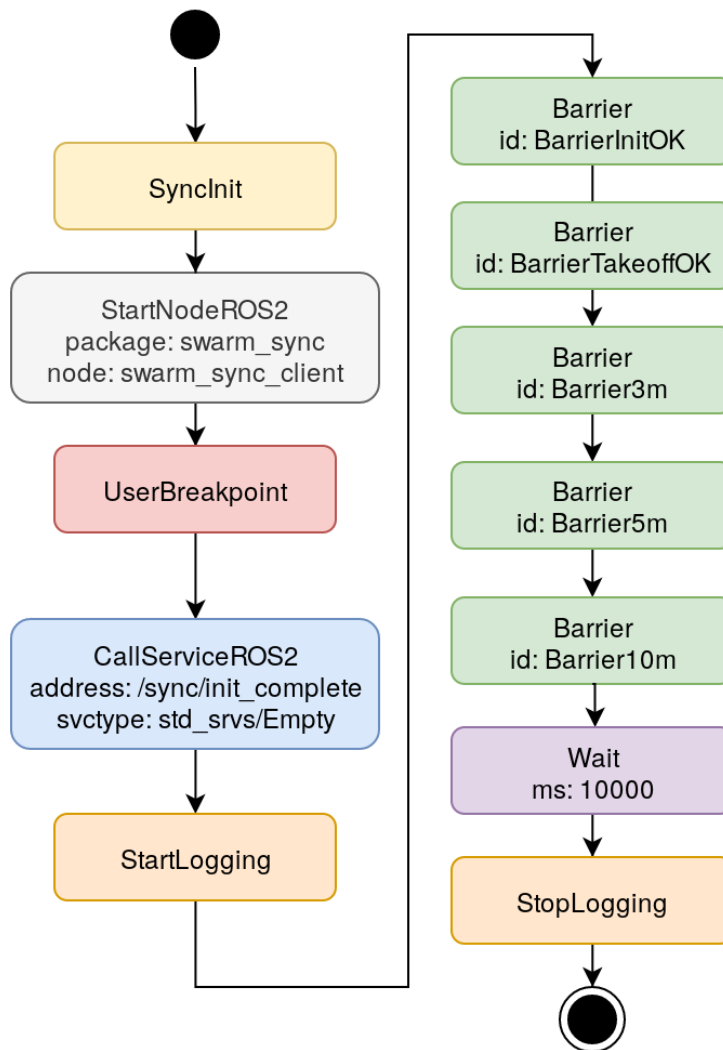 SyncInit
StartNodeROS2
package: swarm_sync
node: swarm_sync_client
UserBreakpoint
CallServiceROS2
address: /sync/init_complete
svctype: std_srvs/Empty
StartLogging
Barrier
id: BarrierInitOK
Barrier
id: BarrierTakeoffOK
Barrier
id: Barrier3m
Barrier
id: Barrier5m
Barrier
id: Barrier10m
Wait
ms: 10000
StopLogging